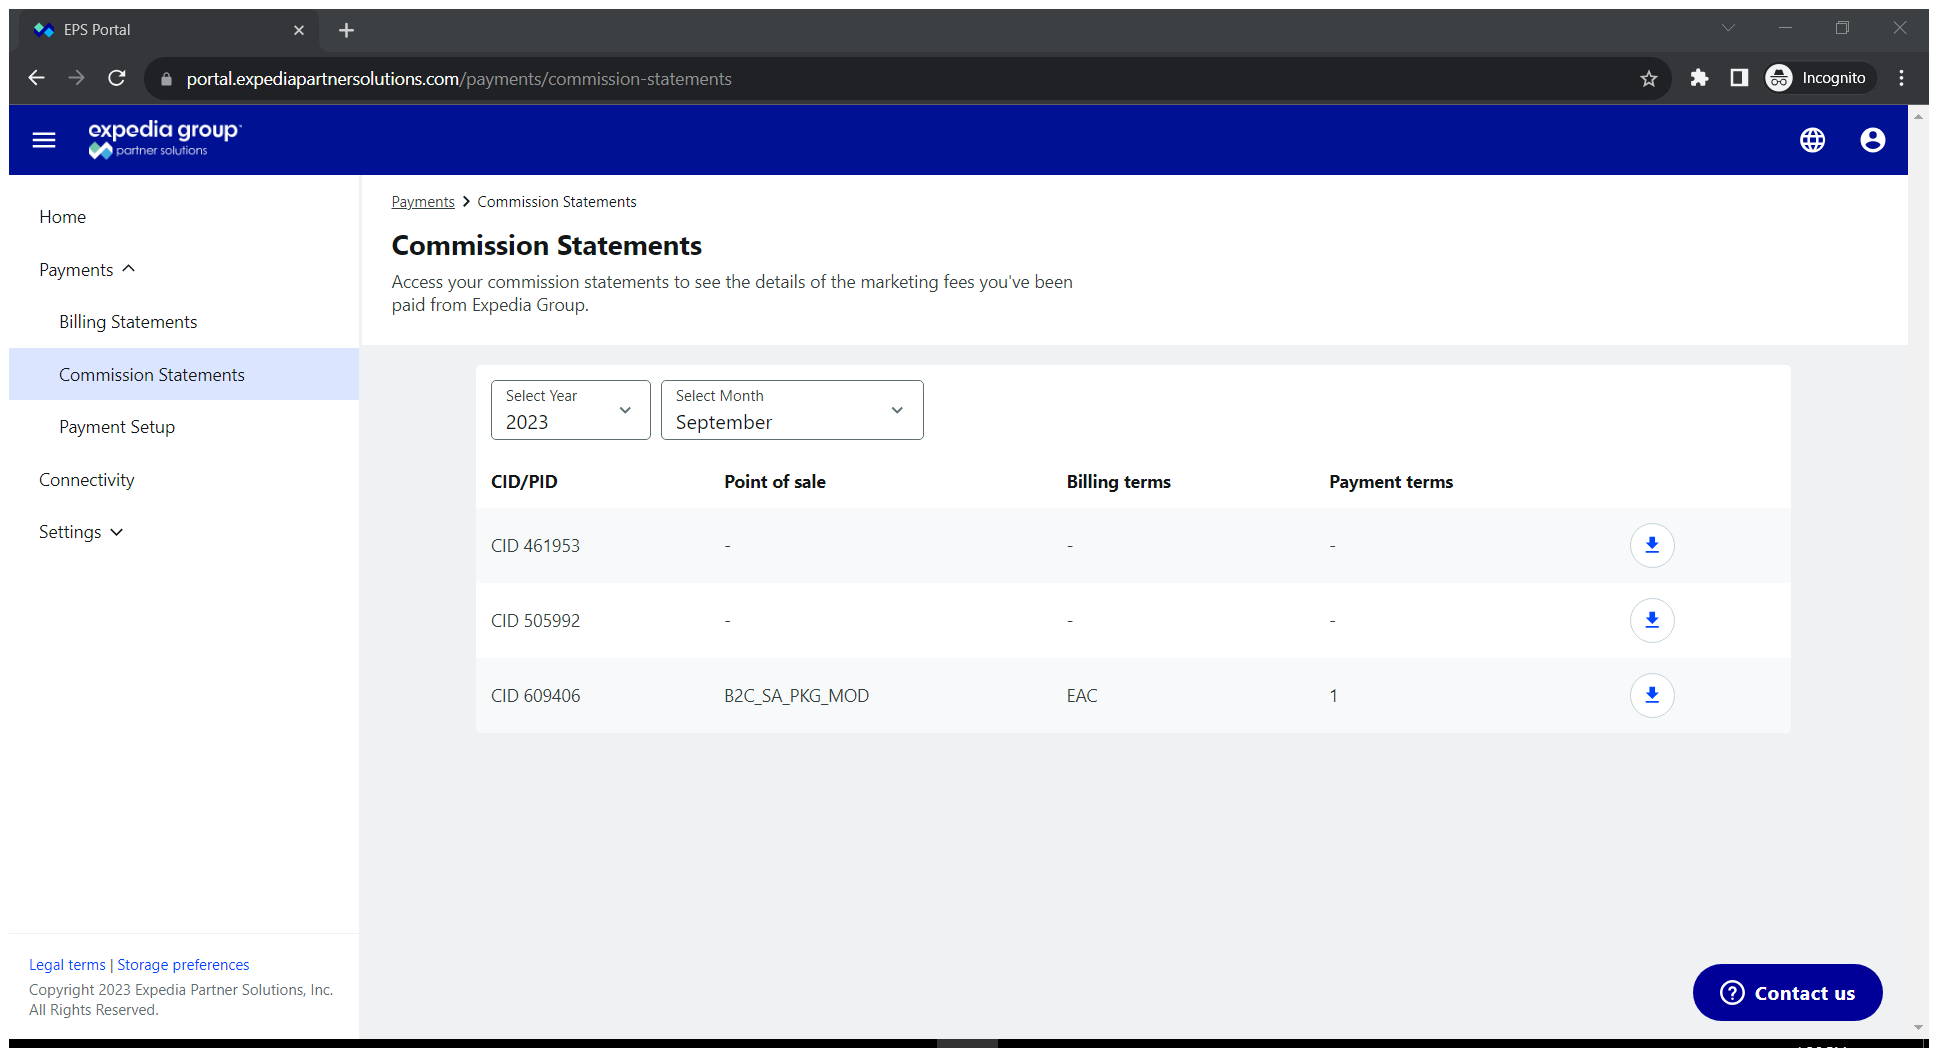 EPS Portal
portal.expediapartnersolutions.com/payments/commission-statements
Incognito
expedia group
partner solutions
Home
Payments
Billing Statements
Commission Statements
Payment Setup
Connectivity
Settings
Payments > Commission Statements
Commission Statements
Access your commission statements to see the details of the marketing fees you've been
paid from Expedia Group.
Select Year
2023
Select Month
September
CID/PID Point of sale Billing terms Payment terms
CID 461953 - - -
CID 505992 - - -
CID 609406 B2C_SA_PKG_MOD EAC 1
Legal terms | Storage preferences
Copyright 2023 Expedia Partner Solutions, Inc.
All Rights Reserved.
Contact us